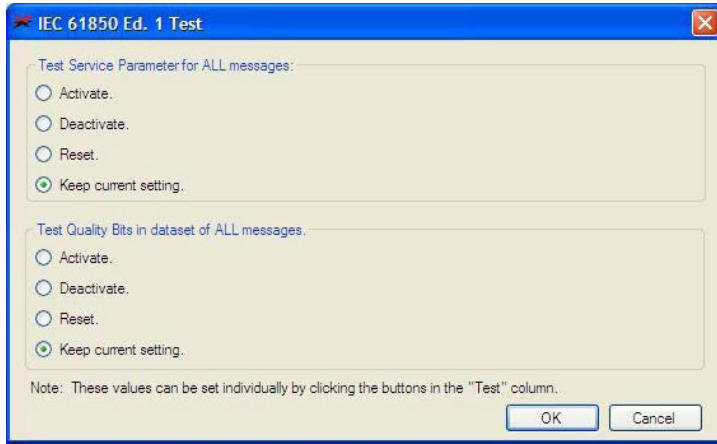 IEC 61850 Ed. 1 Test
Test Service Parameter for ALL messages:
Activate.
Deactivate.
Reset.
Keep current setting.
Test Quality Bits in dataset of ALL messages.
Activate.
Deactivate.
Reset.
Keep current setting.
Note: These values can be set individually by clicking the buttons in the "Test" column.
OK
Cancel